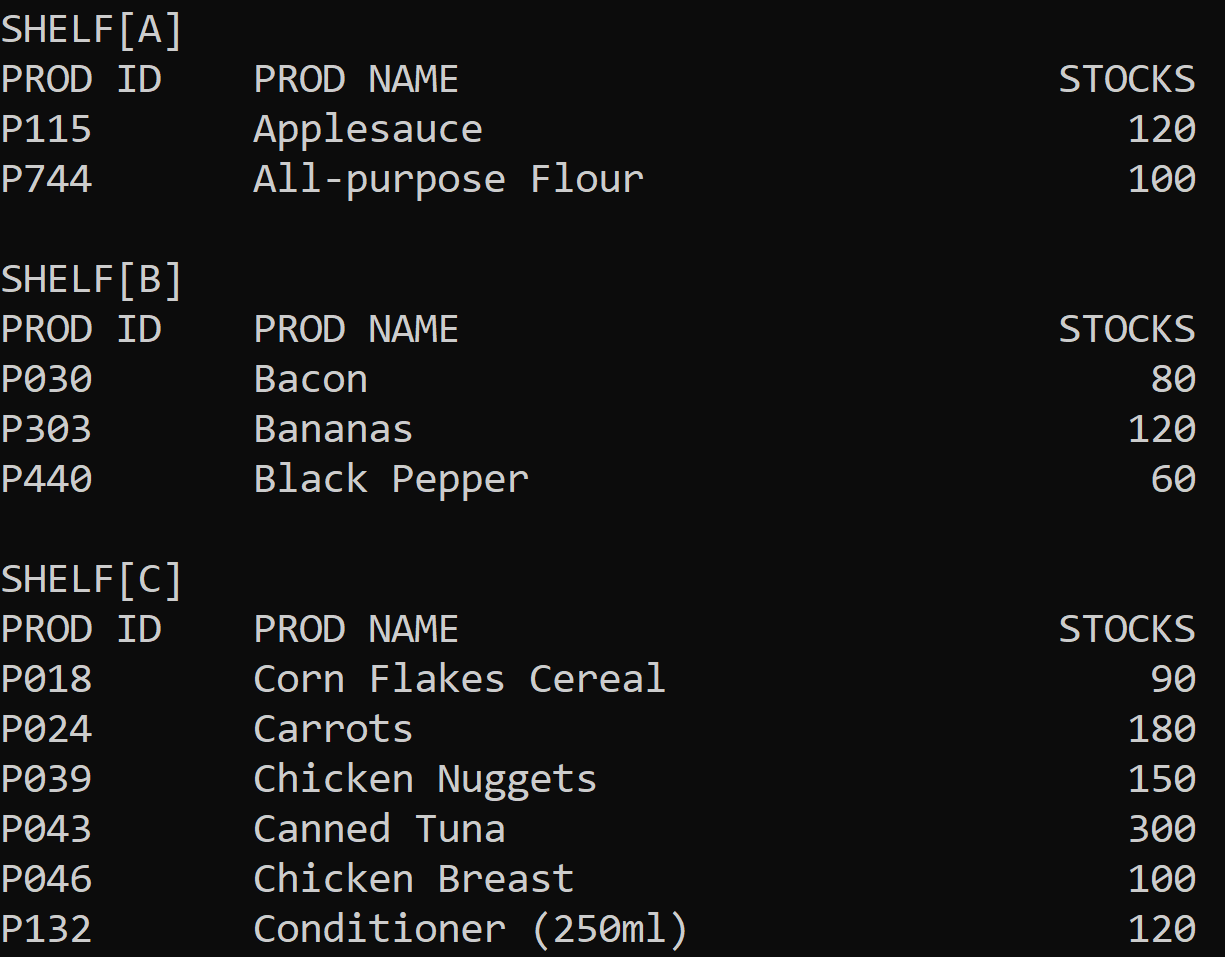 SHELF[A]
PROD ID    PROD NAME                          STOCKS
P115       Applesauce                            120
P744       All-purpose Flour                     100

SHELF[B]
PROD ID    PROD NAME                          STOCKS
P030       Bacon                                  80
P303       Bananas                               120
P440       Black Pepper                           60

SHELF[C]
PROD ID    PROD NAME                          STOCKS
P018       Corn Flakes Cereal                     90
P024       Carrots                               180
P039       Chicken Nuggets                       150
P043       Canned Tuna                           300
P046       Chicken Breast                        100
P132       Conditioner (250ml)                   120